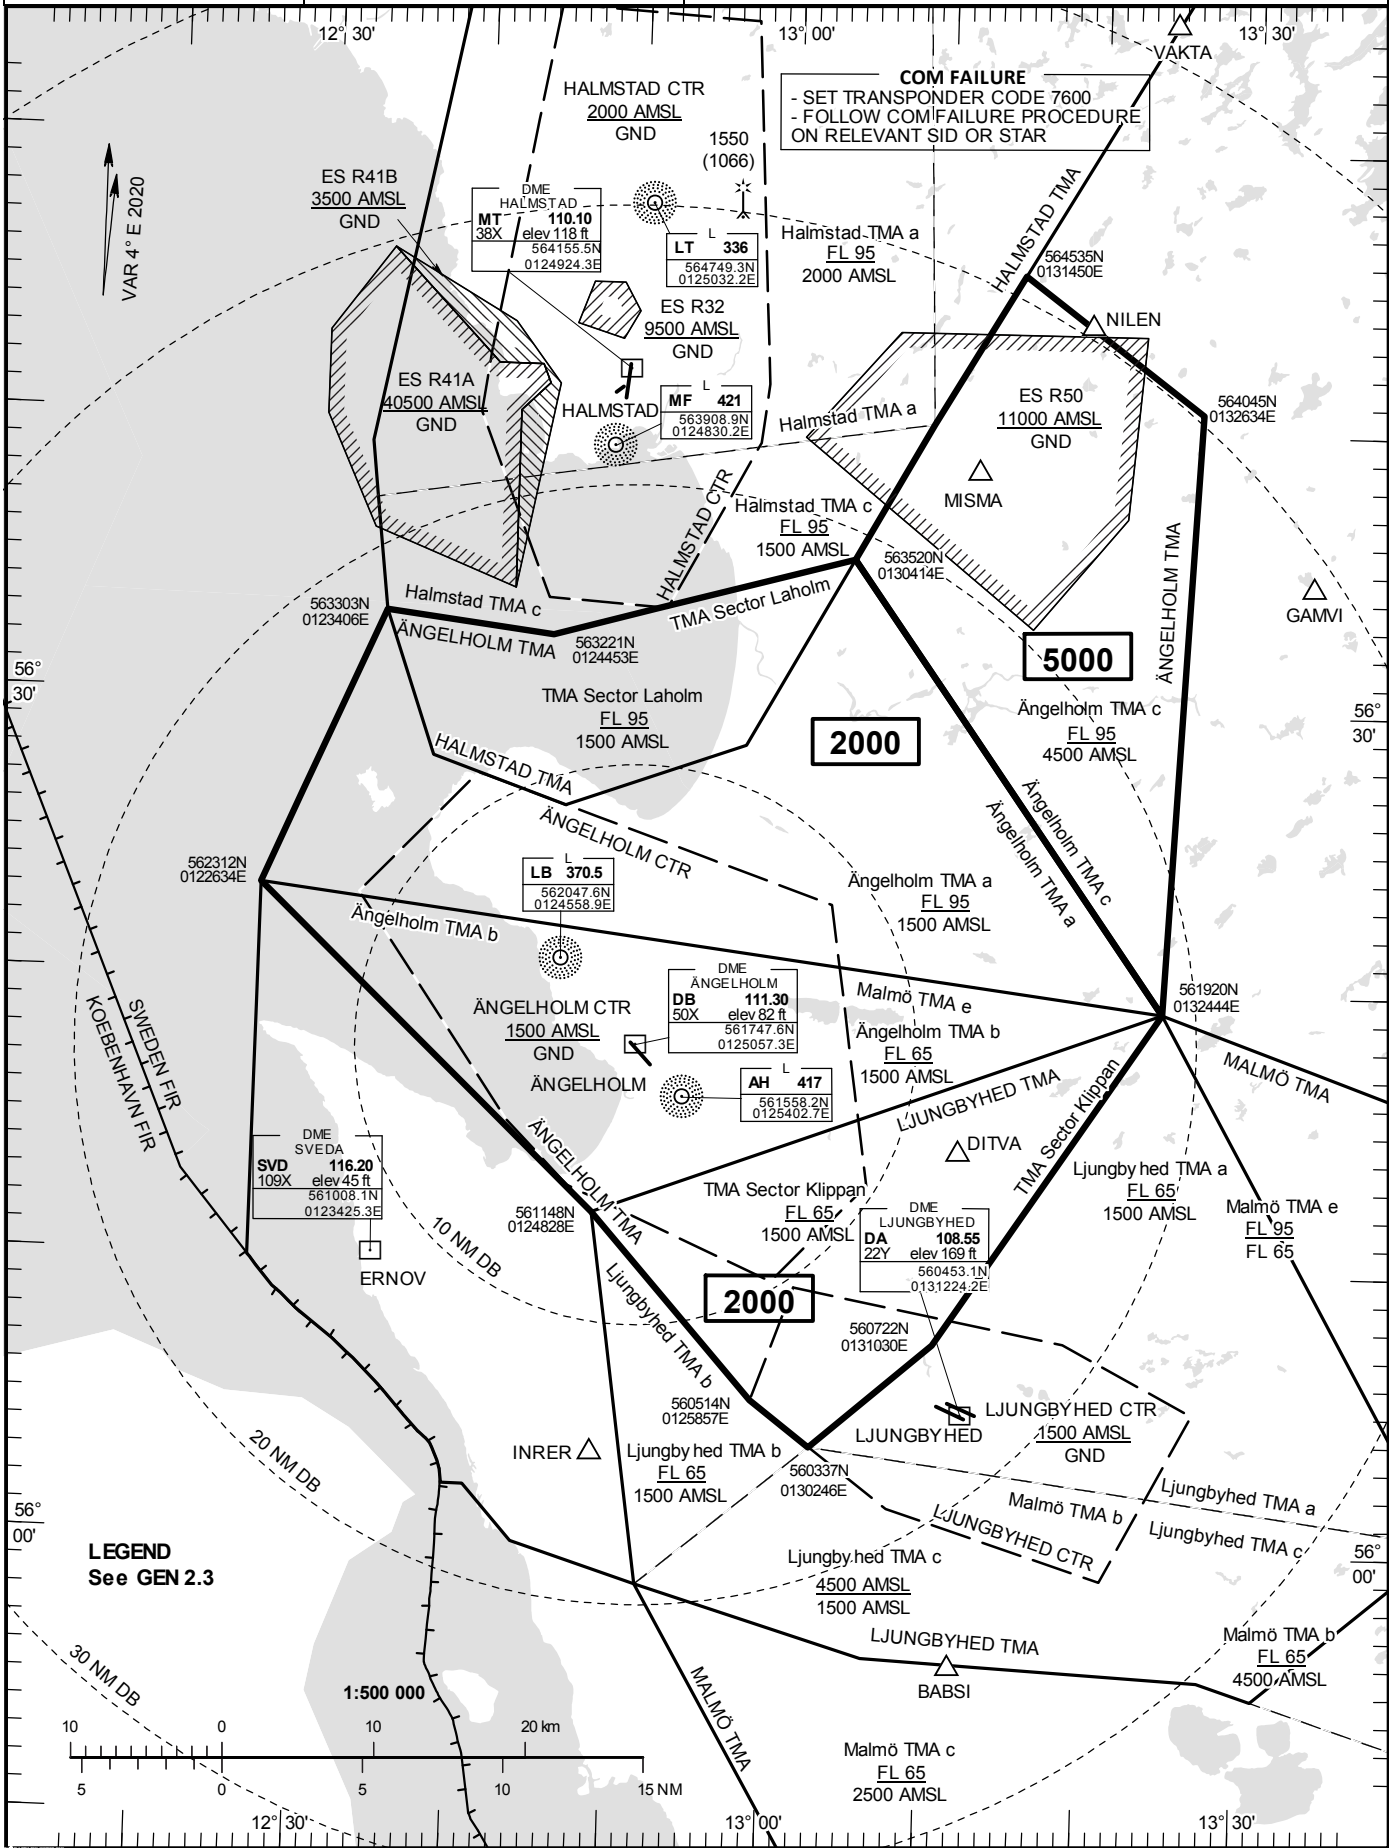 12° 30'
13° 00'
13° 30'
VAKTA
COM FAILURE
- SET TRANSPONDER CODE 7600
- FOLLOW COM FAILURE PROCEDURE
ON RELEVANT SID OR STAR
HALMSTAD CTR
2000 AMSL
GND
1550
(1066)
VAR 4° E 2020
ES R41B
3500 AMSL
GND
DME
HALMSTAD
MT 110.10
38X elev 118 ft
564155.5N
0124924.3E
L
LT 336
564749.3N
0125032.2E
Halmstad TMA a
FL 95
2000 AMSL
HALMSTAD TMA
564535N
0131450E
NILEN
ES R32
9500 AMSL
GND
ES R41A
40500 AMSL
GND
HALMSTAD
L
MF 421
563908.9N
0124830.2E
Halmstad TMA a
ES R50
11000 AMSL
GND
564045N
0132634E
MISMA
HALMSTAD CTR
Halmstad TMA c
FL 95
1500 AMSL
563520N
0130414E
ÄNGELHOLM TMA
GAMVI
563303N
0123406E
Halmstad TMA c
ÄNGELHOLM TMA
TMA Sector Laholm
563221N
0124453E
5000
56°
30'
TMA Sector Laholm
FL 95
1500 AMSL
2000
Ängelholm TMA c
FL 95
4500 AMSL
56°
30'
HALMSTAD TMA
ÄNGELHOLM CTR
Ängelholm TMA c
Ängelholm TMA a
562312N
0122634E
L
LB 370.5
562047.6N
0124558.9E
Ängelholm TMA a
FL 95
1500 AMSL
Ängelholm TMA b
Malmö TMA e
561920N
0132444E
SWEDEN FIR
KOEBENHAVN FIR
ÄNGELHOLM CTR
1500 AMSL
GND
DME
ÄNGELHOLM
DB 111.30
50X elev 82 ft
561747.6N
0125057.3E
Ängelholm TMA b
FL 65
1500 AMSL
ÄNGELHOLM
L
AH 417
561558.2N
0125402.7E
LJUNGBYHED TMA
MALMÖ TMA
DME
SVEDA
SVD 116.20
109X elev 45 ft
561008.1N
0123425.3E
ERNOV
ÄNGELHOLM TMA
DITVA
TMA Sector Klippan
TMA Sector Klippan
FL 65
1500 AMSL
Ljungbyhed TMA a
FL 65
1500 AMSL
Malmö TMA e
FL 95
FL 65
561148N
0124828E
10 NM DB
DME
LJUNGBYHED
DA 108.55
22Y elev 169 ft
560453.1N
0131224.2E
2000
Ljungbyhed TMA b
560722N
0131030E
560514N
0125857E
LJUNGBYHED
LJUNGBYHED CTR
1500 AMSL
GND
20 NM DB
INRER
Ljungbyhed TMA b
FL 65
1500 AMSL
560337N
0130246E
Malmö TMA b
Ljungbyhed TMA a
Ljungbyhed TMA c
LJUNGBYHED CTR
56°
00'
56°
00'
LEGEND
See GEN 2.3
Ljungbyhed TMA c
4500 AMSL
1500 AMSL
LJUNGBYHED TMA
BABSI
Malmö TMA b
FL 65
4500 AMSL
30 NM DB
MALMÖ TMA
1:500 000
10 0 10 20 km
5 0 5 10 15 NM
Malmö TMA c
FL 65
2500 AMSL
12° 30'
13° 00'
13° 30'